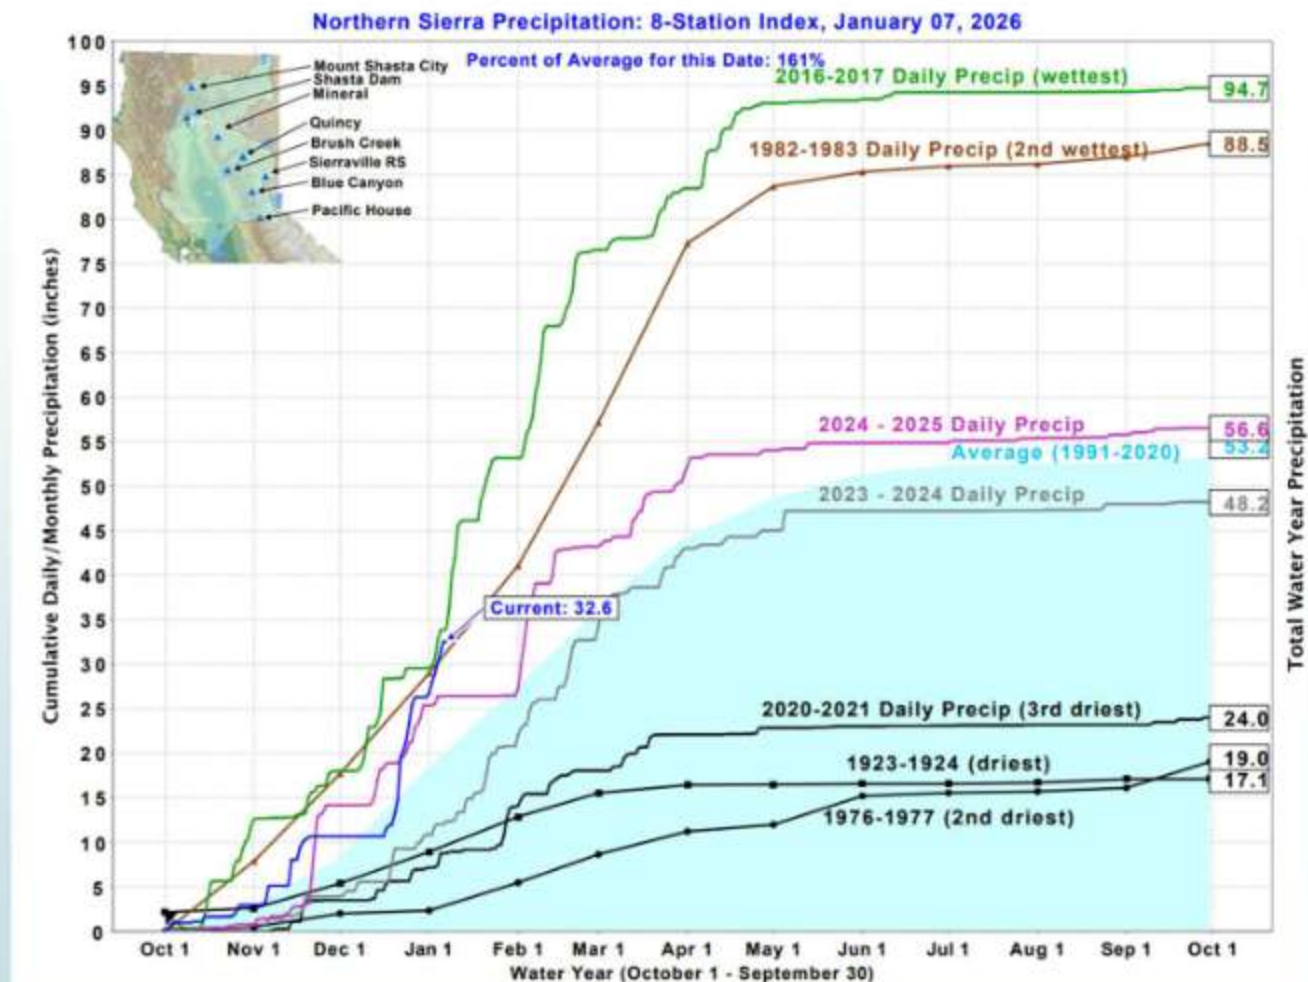 Northern Sierra Precipitation: 8-Station Index, January 07, 2026
Percent of Average for this Date: 161%
Mount Shasta City
Shasta Dam
Mineral
Quincy
Brush Creek
Sierraville RS
Blue Canyon
Pacific House
2016-2017 Daily Precip (wettest)
94.7
1982-1983 Daily Precip (2nd wettest)
88.5
2024 - 2025 Daily Precip
56.6
Average (1991-2020)
53.2
2023 - 2024 Daily Precip
48.2
Current: 32.6
2020-2021 Daily Precip (3rd driest)
24.0
1923-1924 (driest)
19.0
17.1
1976-1977 (2nd driest)
Cumulative Daily/Monthly Precipitation (inches)
100
95
90
85
80
75
70
65
60
55
50
45
40
35
30
25
20
15
10
5
0
Total Water Year Precipitation
Oct 1 Nov 1 Dec 1 Jan 1 Feb 1 Mar 1 Apr 1 May 1 Jun 1 Jul 1 Aug 1 Sep 1 Oct 1
Water Year (October 1 - September 30)